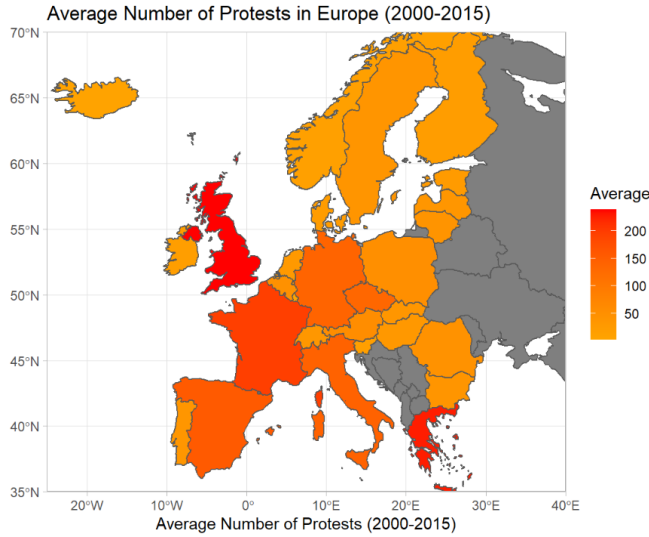 Average Number of Protests in Europe (2000-2015)
70°N
65°N
60°N
55°N
50°N
45°N
40°N
35°N
20°W
10°W
0°
10°E
20°E
30°E
40°E
Average Number of Protests (2000-2015)
Average
200
150
100
50